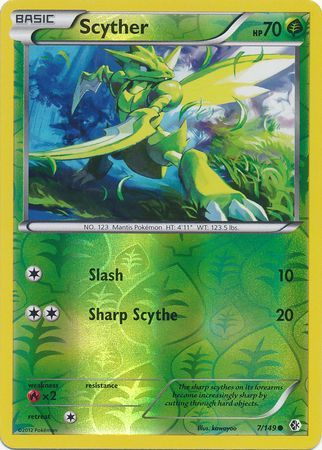 BASIC
Scyther
HP 70
NO. 123 Mantis Pokémon HT: 4'11" WT: 123.5 lbs.
Slash 10
Sharp Scythe 20
weakness resistance
×2
retreat
The sharp scythes on its forearms
become increasingly sharp by
cutting through hard objects.
©2012 Pokémon
Illus. kawayoo
7/149